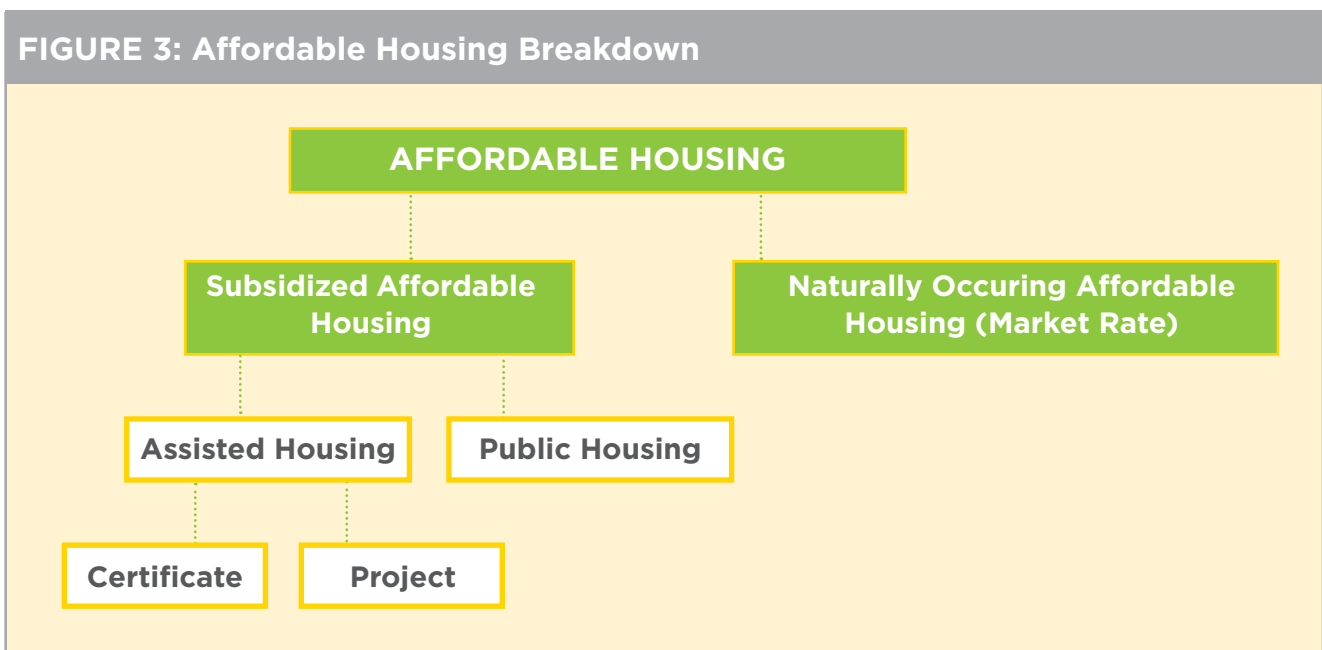 FIGURE 3: Affordable Housing Breakdown
AFFORDABLE HOUSING
Subsidized Affordable
Housing
Naturally Occuring Affordable
Housing (Market Rate)
Assisted Housing
Public Housing
Certificate
Project